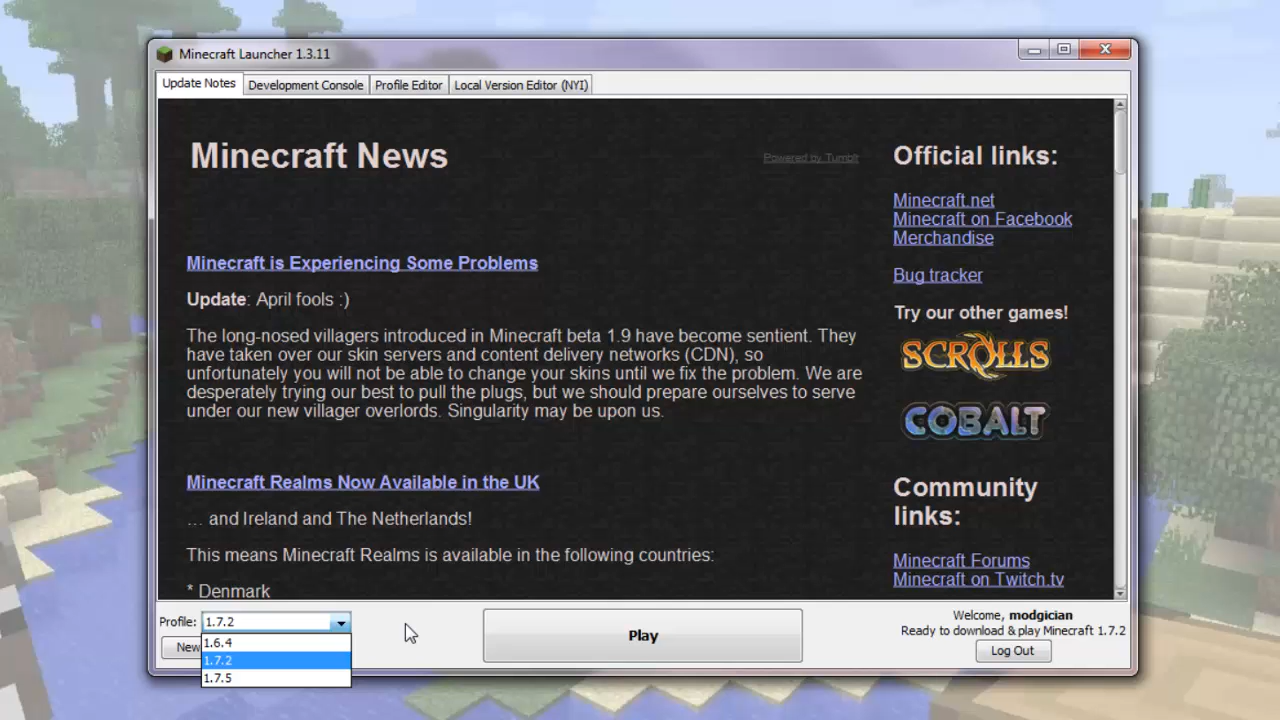 Minecraft Launcher 1.3.11
Update Notes
Development Console
Profile Editor
Local Version Editor (NYI)
Minecraft News
Powered by Tumblr
Minecraft is Experiencing Some Problems
Update: April fools :)
The long-nosed villagers introduced in Minecraft beta 1.9 have become sentient. They
have taken over our skin servers and content delivery networks (CDN), so
unfortunately you will not be able to change your skins until we fix the problem. We are
desperately trying our best to pull the plugs, but we should prepare ourselves to serve
under our new villager overlords. Singularity may be upon us.
Minecraft Realms Now Available in the UK
… and Ireland and The Netherlands!
This means Minecraft Realms is available in the following countries:
* Denmark
Official links:
Minecraft.net
Minecraft on Facebook
Merchandise
Bug tracker
Try our other games!
SCROLLS
COBALT
Community
links:
Minecraft Forums
Minecraft on Twitch.tv
Profile: 1.7.2
New
1.6.4
1.7.2
1.7.5
Play
Welcome, modgician
Ready to download & play Minecraft 1.7.2
Log Out